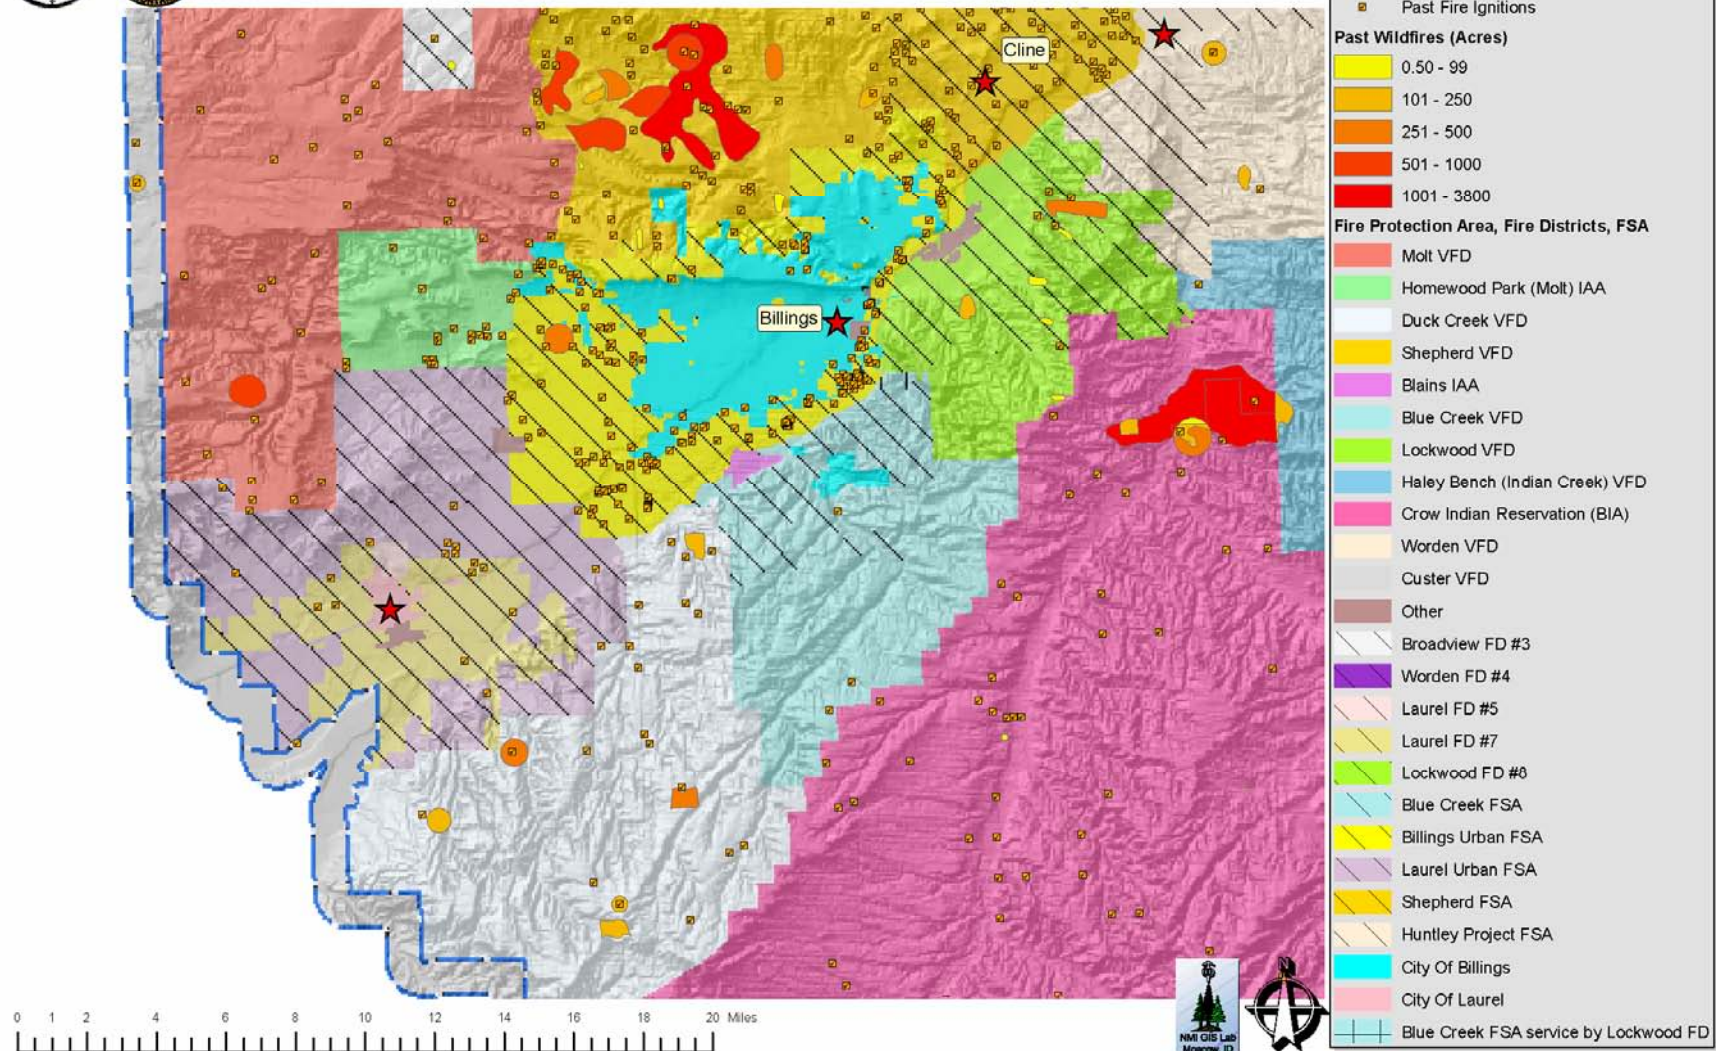 Cline
Billings
0 1 2 4 6 8 10 12 14 16 18 20 Miles
N
NMI GIS Lab
Moscow, ID
Past Fire Ignitions
Past Wildfires (Acres)
0.50 - 99
101 - 250
251 - 500
501 - 1000
1001 - 3800
Fire Protection Area, Fire Districts, FSA
Molt VFD
Homewood Park (Molt) IAA
Duck Creek VFD
Shepherd VFD
Blains IAA
Blue Creek VFD
Lockwood VFD
Haley Bench (Indian Creek) VFD
Crow Indian Reservation (BIA)
Worden VFD
Custer VFD
Other
Broadview FD #3
Worden FD #4
Laurel FD #5
Laurel FD #7
Lockwood FD #8
Blue Creek FSA
Billings Urban FSA
Laurel Urban FSA
Shepherd FSA
Huntley Project FSA
City Of Billings
City Of Laurel
Blue Creek FSA service by Lockwood FD